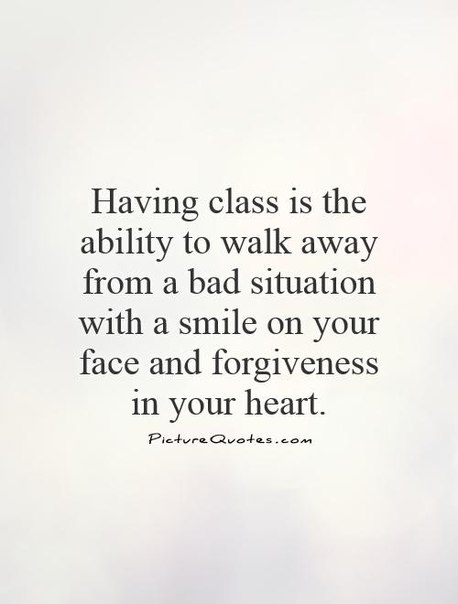 Having class is the
ability to walk away
from a bad situation
with a smile on your
face and forgiveness
in your heart.
PictureQuotes.com